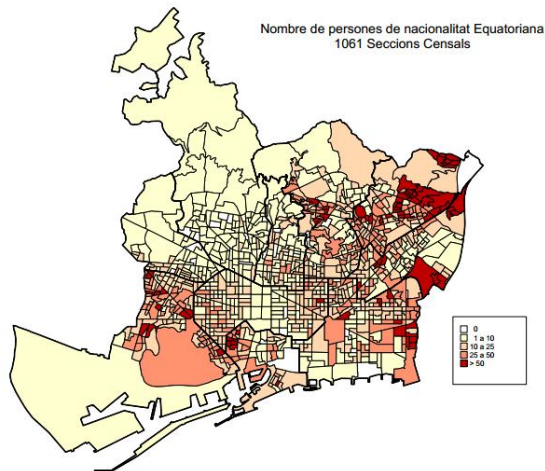 Nombre de persones de nacionalitat Equatoriana
1061 Seccions Censals
0
1 a 10
10 a 25
25 a 50
> 50